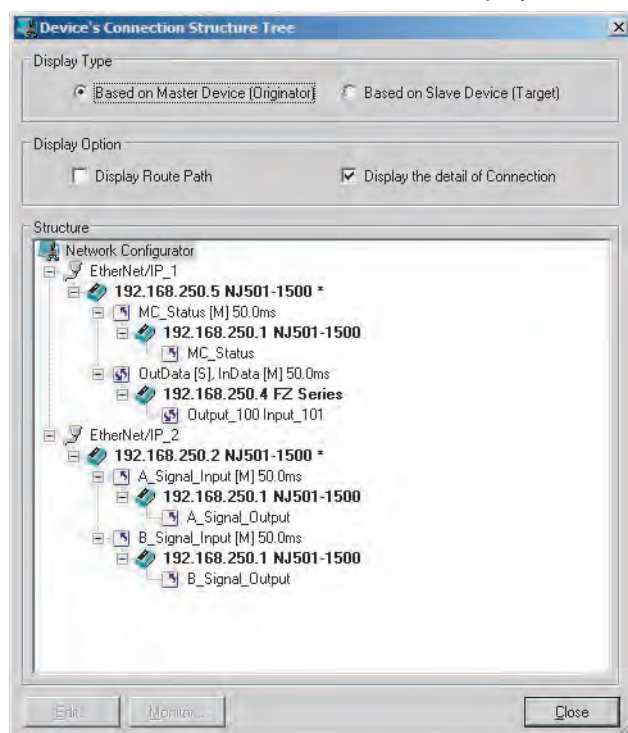 Device's Connection Structure Tree
Display Type
Based on Master Device (Originator) Based on Slave Device (Target)
Display Option
Display Route Path Display the detail of Connection
Structure
Network Configurator
EtherNet/IP_1
192.168.250.5 NJ501-1500 *
MC_Status [M] 50.0ms
192.168.250.1 NJ501-1500
MC_Status
OutData [S], InData [M] 50.0ms
192.168.250.4 FZ Series
Output_100 Input_101
EtherNet/IP_2
192.168.250.2 NJ501-1500 *
A_Signal_Input [M] 50.0ms
192.168.250.1 NJ501-1500
A_Signal_Output
B_Signal_Input [M] 50.0ms
192.168.250.1 NJ501-1500
B_Signal_Output
Edit... Monitor... Close